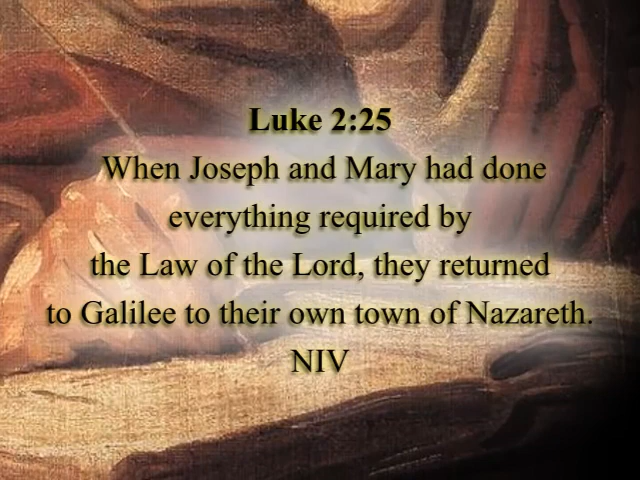 Luke 2:25
When Joseph and Mary had done
everything required by
the Law of the Lord, they returned
to Galilee to their own town of Nazareth.
NIV